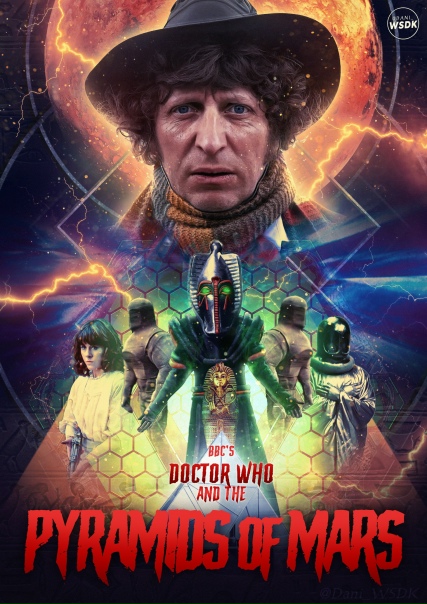 DANI
WSDK
BBC'S
DOCTOR WHO
AND THE
PYRAMIDS OF MARS
@Dani_WSDK